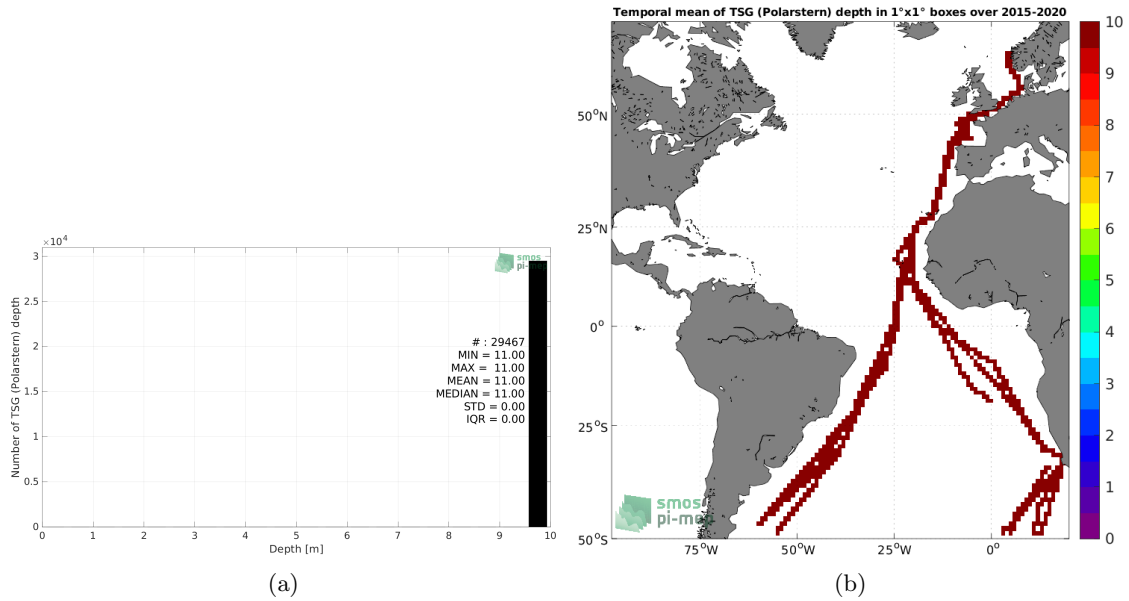 ×10⁴
3
2.5
2
1.5
1
0.5
0
0 1 2 3 4 5 6 7 8 9 10
Depth [m]
Number of TSG (Polarstern) depth
smos
pi-mep
# : 29467
MIN = 11.00
MAX = 11.00
MEAN = 11.00
MEDIAN = 11.00
STD = 0.00
IQR = 0.00
(a)
Temporal mean of TSG (Polarstern) depth in 1°x1° boxes over 2015-2020
50°N
25°N
0°
25°S
50°S
75°W 50°W 25°W 0°
smos
pi-mep
10
9
8
7
6
5
4
3
2
1
0
(b)